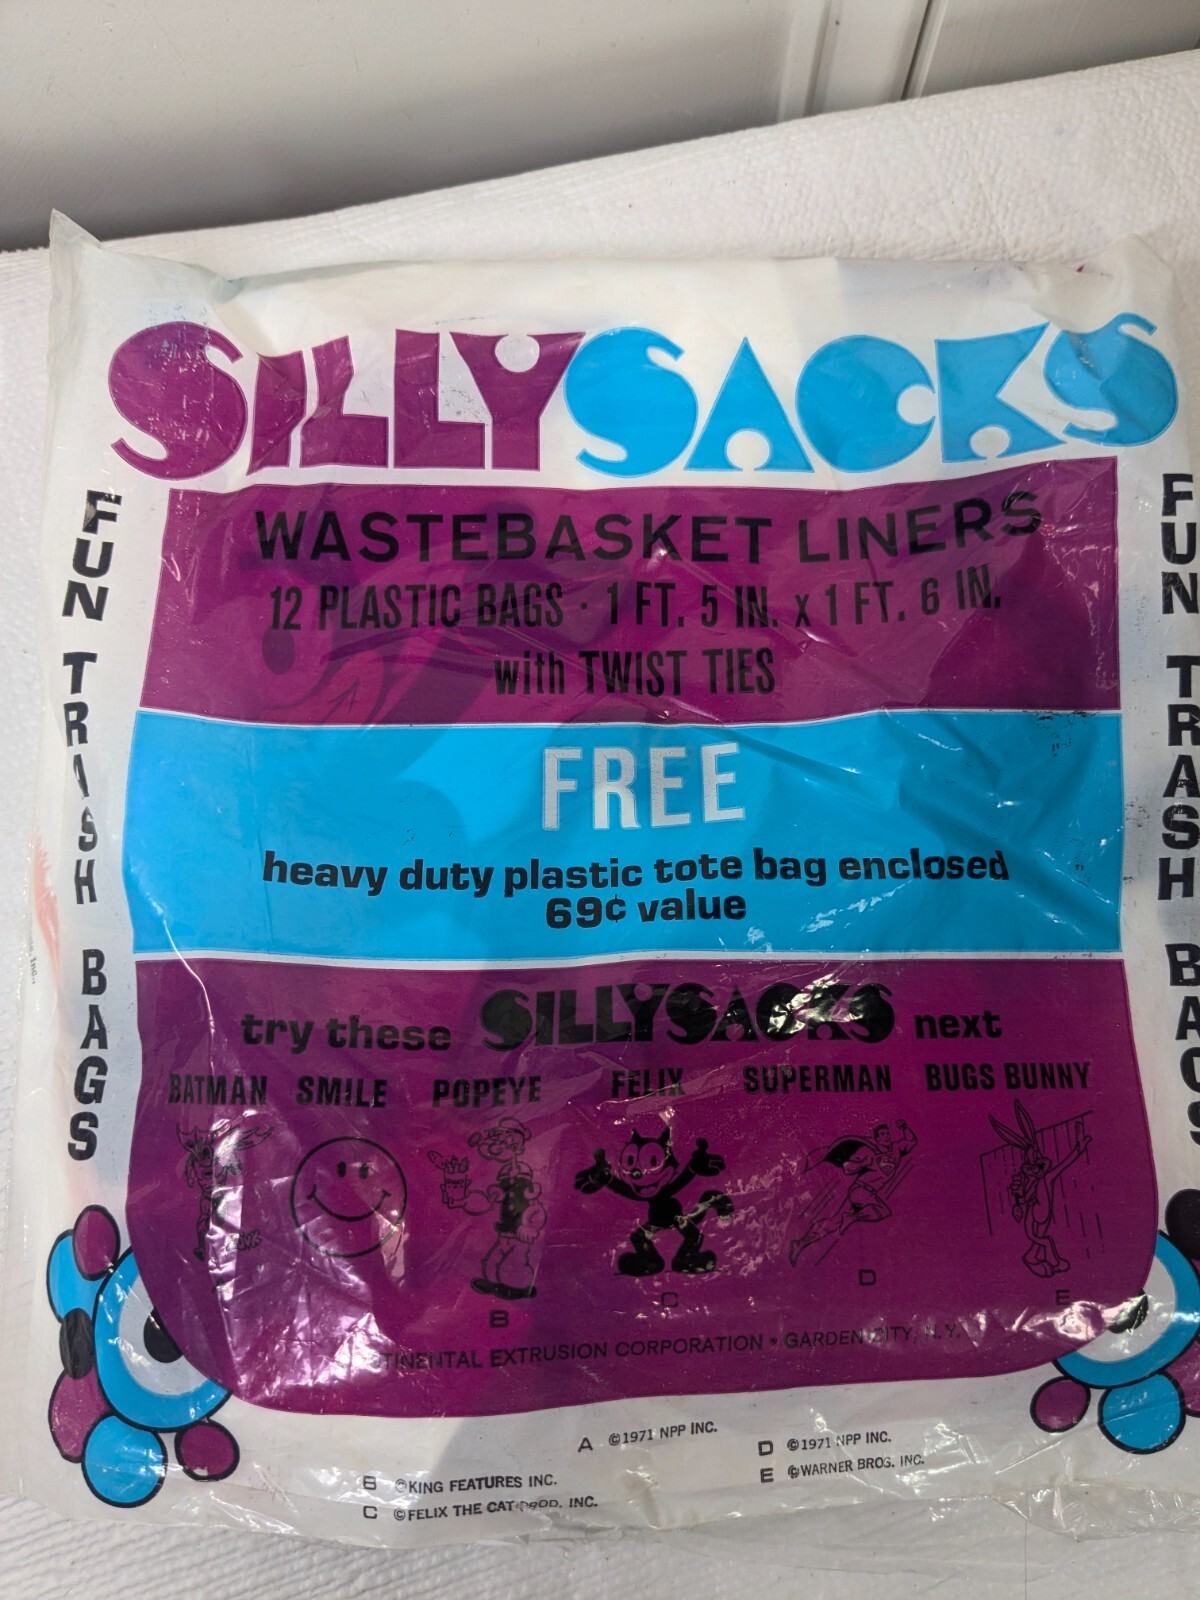 SILLYSACKS
WASTEBASKET LINERS
12 PLASTIC BAGS · 1 FT. 5 IN. x 1 FT. 6 IN.
with TWIST TIES
FREE
heavy duty plastic tote bag enclosed
69¢ value
try these SILLYSACKS next
BATMAN SMILE POPEYE FELIX SUPERMAN BUGS BUNNY
B C D E
TINENTAL EXTRUSION CORPORATION • GARDEN CITY, N.Y.
A ©1971 NPP INC.
B ©KING FEATURES INC.
C ©FELIX THE CAT PROD. INC.
D ©1971 NPP INC.
E ©WARNER BROS. INC.
FUN TRASH BAGS
FUN TRASH BAGS
Inc.